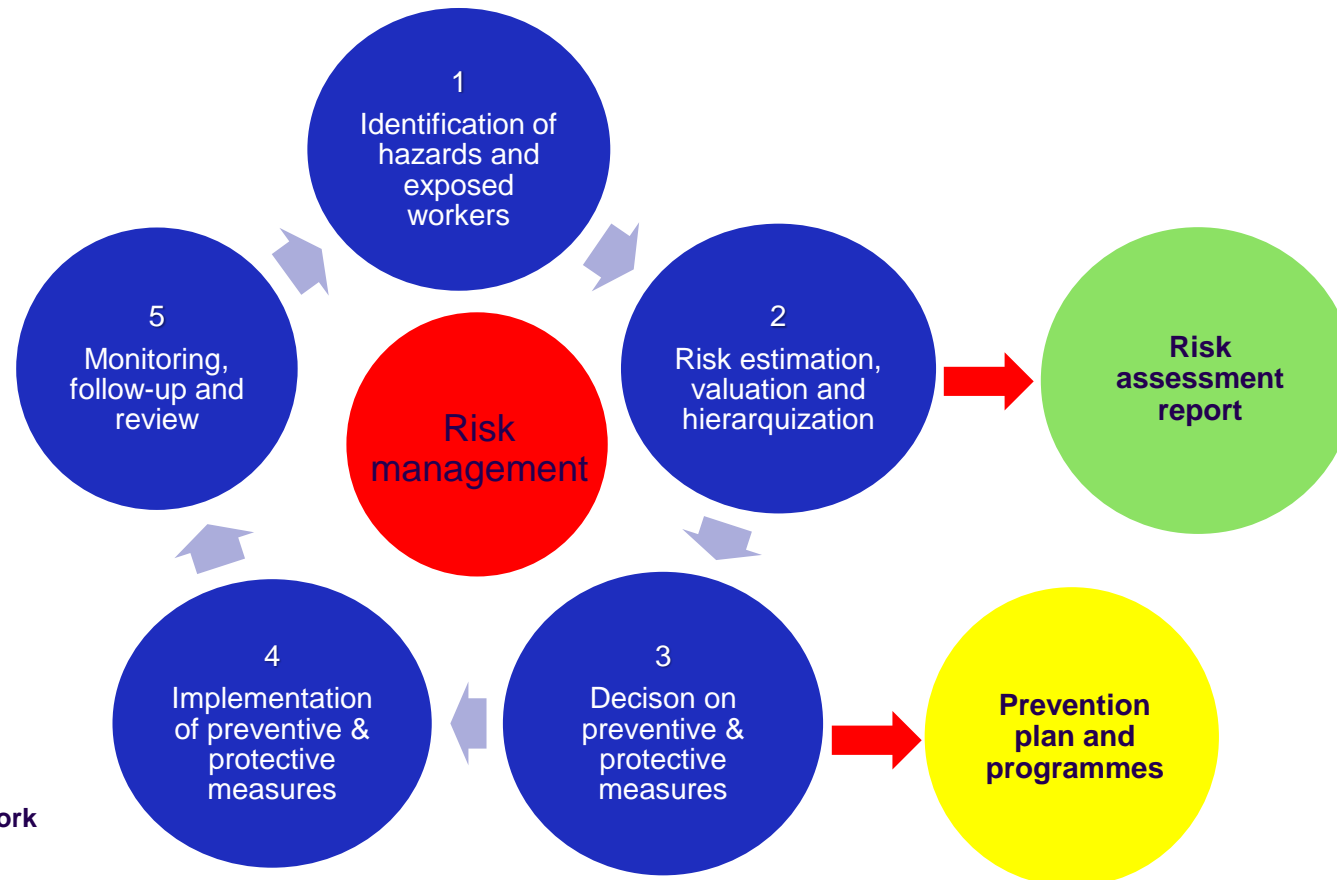 1
Identification of
hazards and
exposed
workers
2
Risk estimation,
valuation and
hierarquization
Risk
assessment
report
5
Monitoring,
follow-up and
review
Risk
management
4
Implementation
of preventive &
protective
measures
3
Decison on
preventive &
protective
measures
Prevention
plan and
programmes
ork